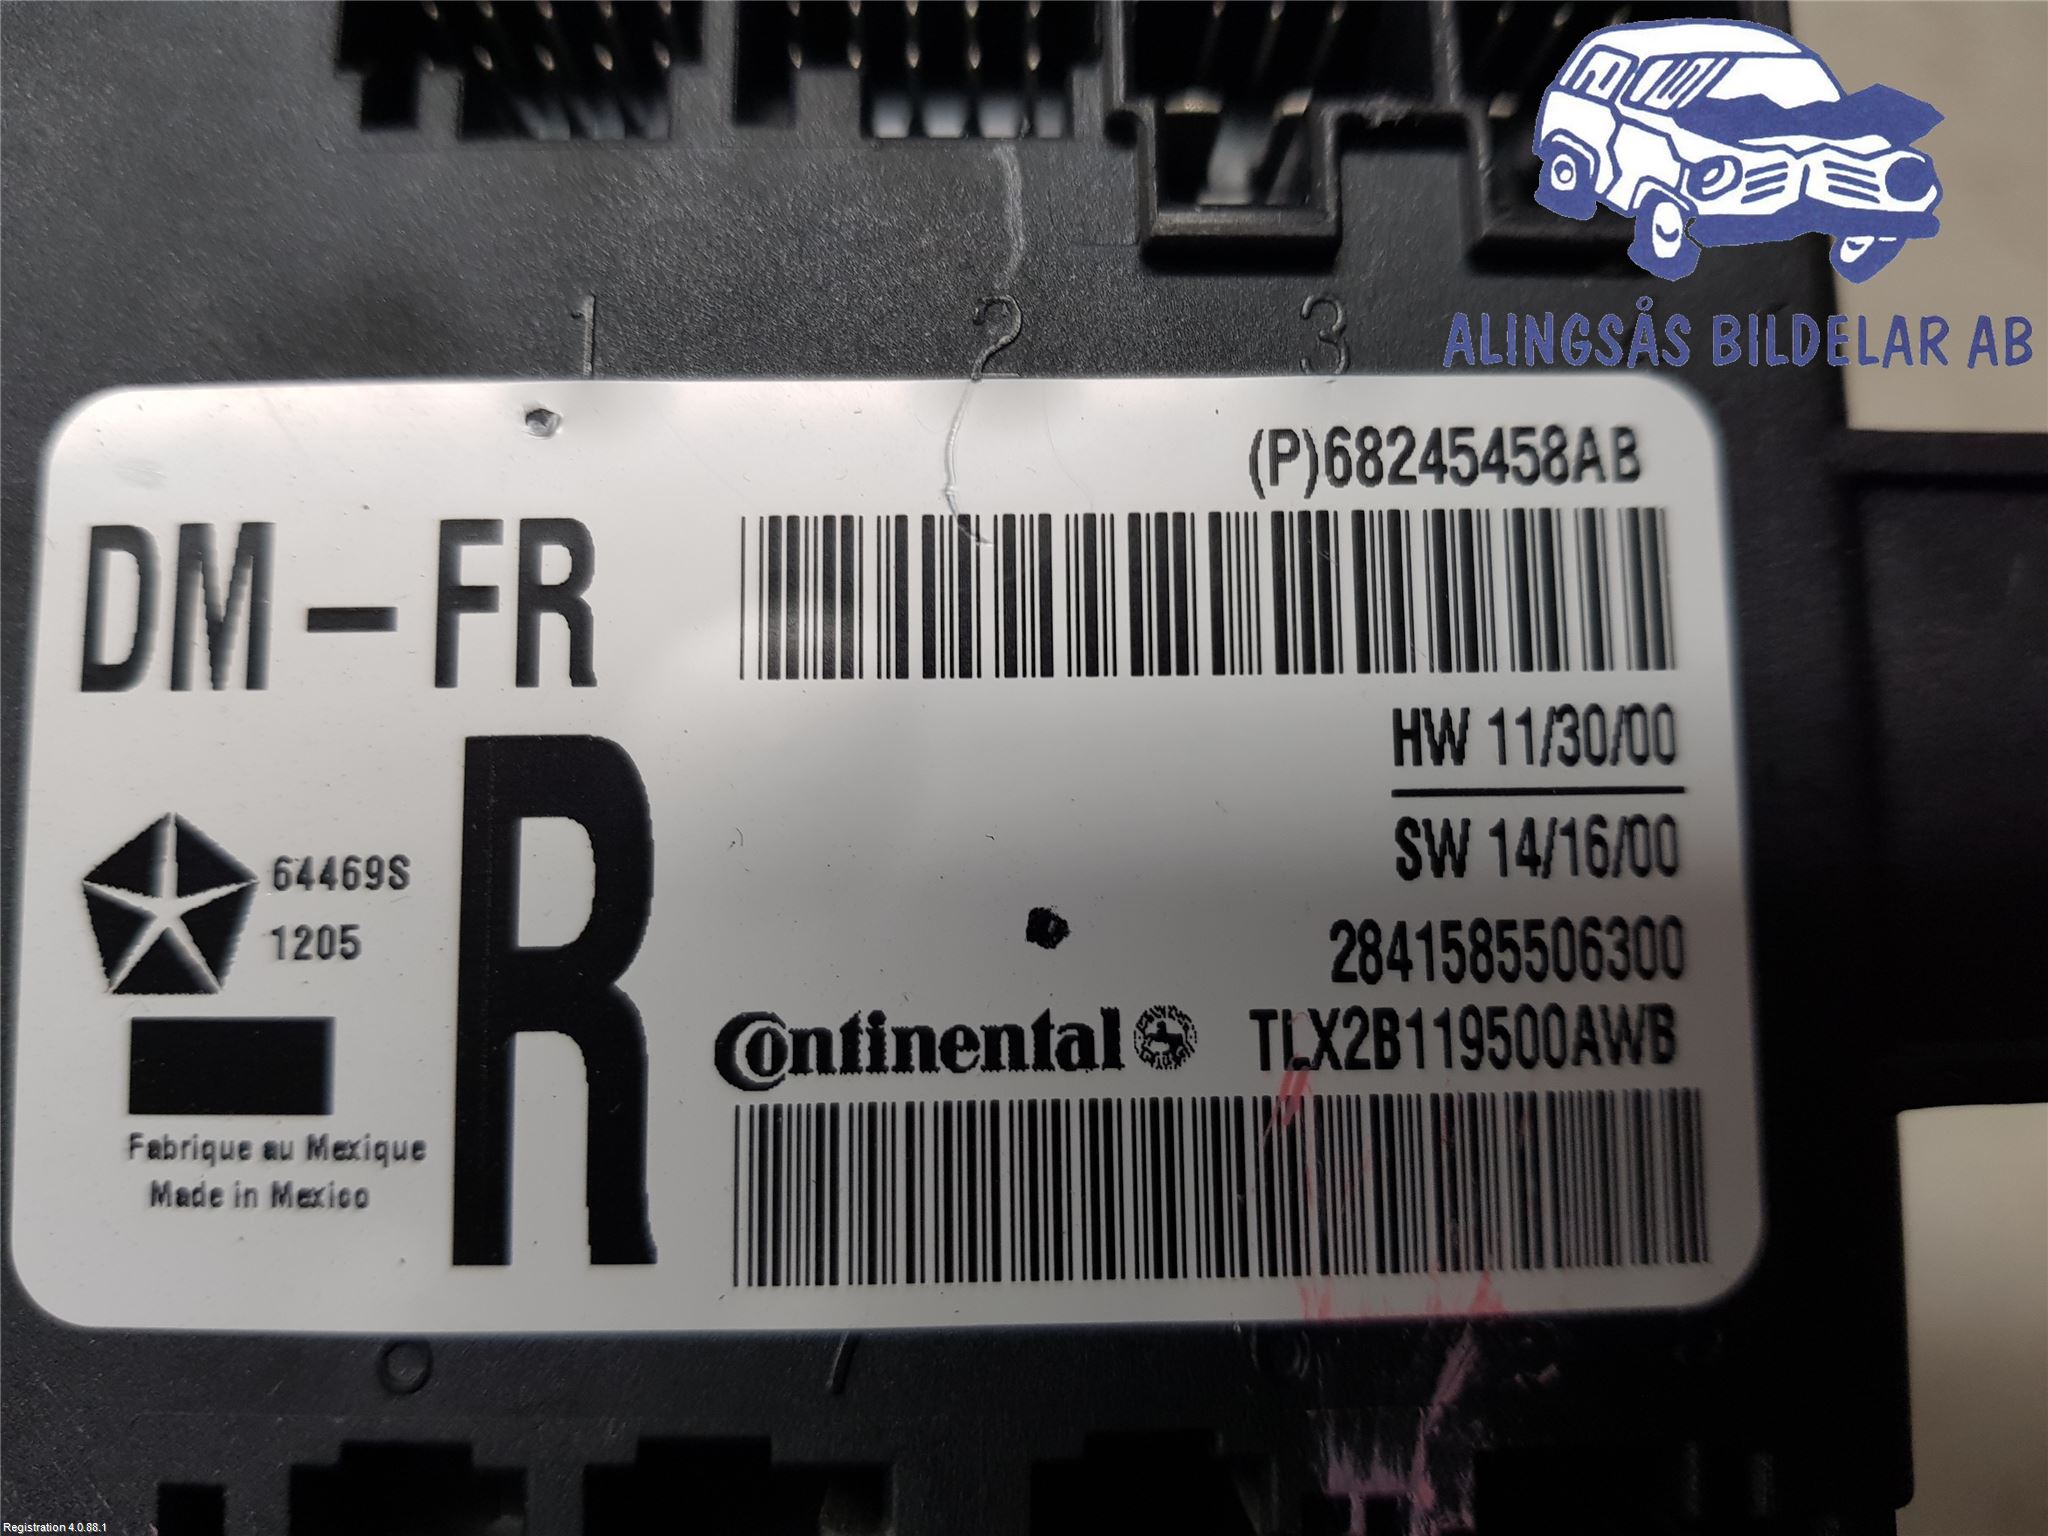 ALINGSÅS BILDELAR AB
1 2 3
(P)68245458AB
DM-FR
HW 11/30/00
SW 14/16/00
64469S
1205
R
2841585506300
Continental
TLX2B119500AWB
Fabrique au Mexique
Made in Mexico
Registration 4.0.88.1